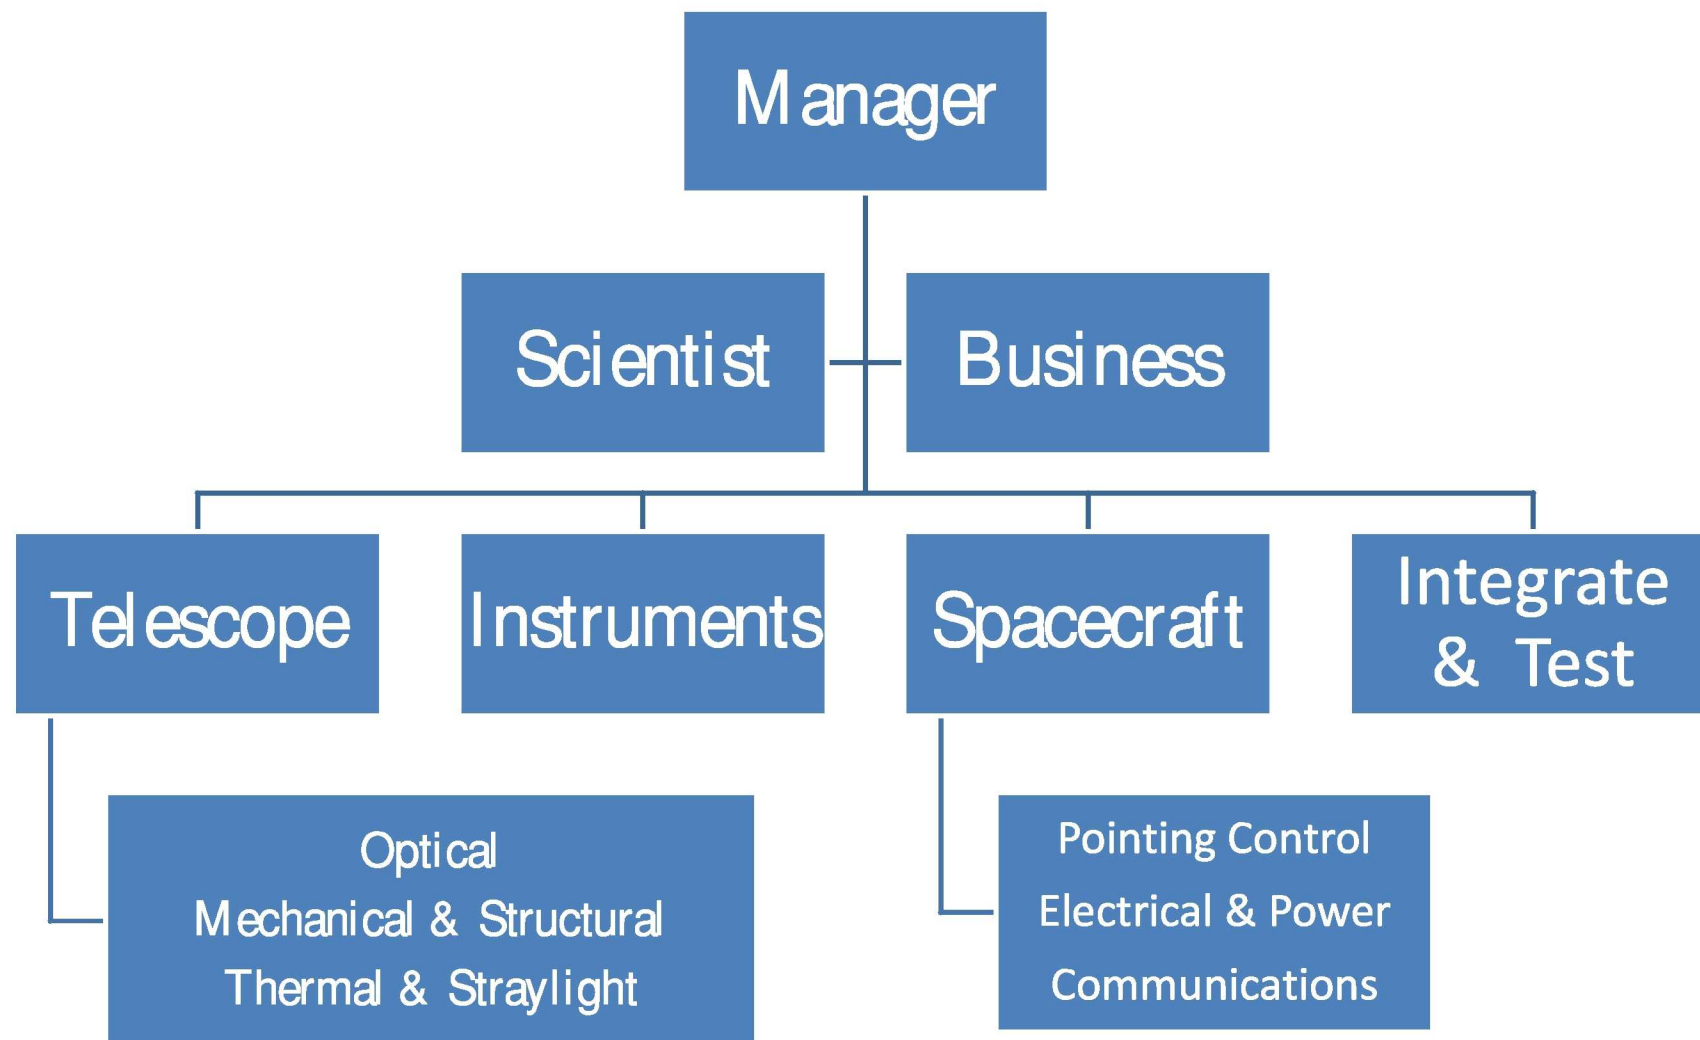 Manager
Scientist
Business
Telescope
Instruments
Spacecraft
Integrate
& Test
Optical
Mechanical & Structural
Thermal & Straylight
Pointing Control
Electrical & Power
Communications